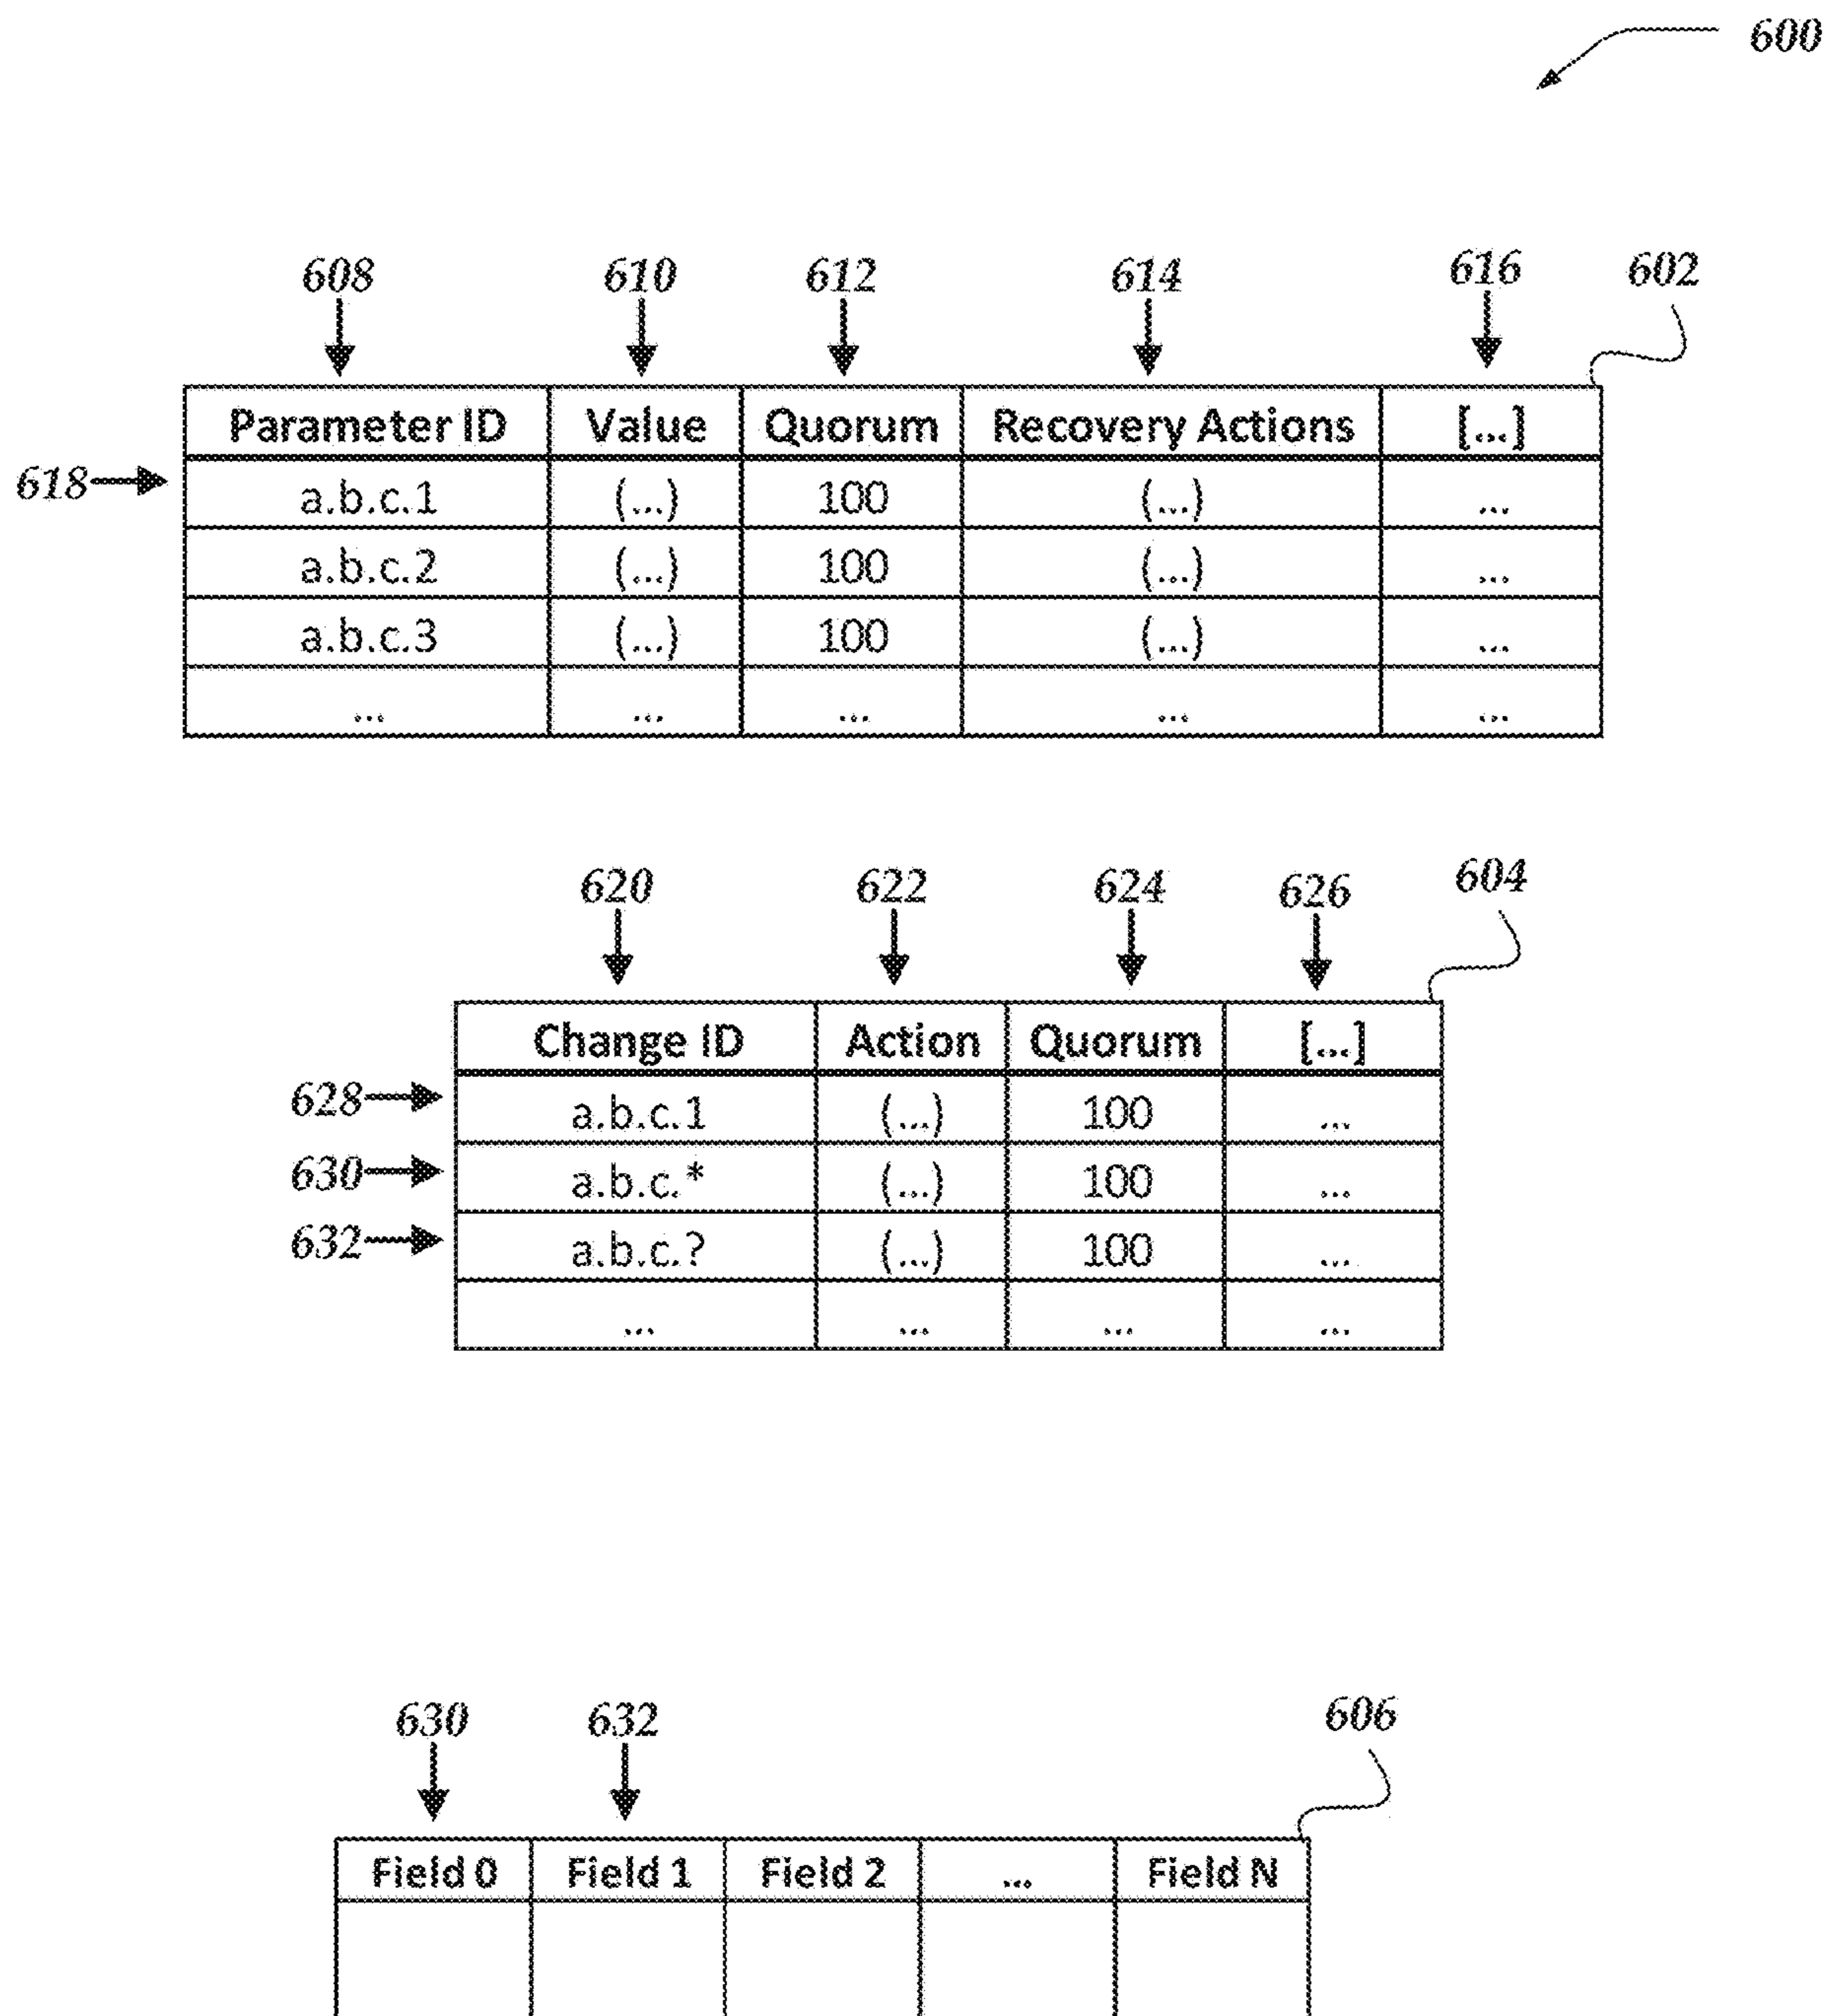 600
608 610 612 614 616 602
Parameter ID Value Quorum Recovery Actions [...]
618 a.b.c.1 (...) 100 (...) ...
a.b.c.2 (...) 100 (...) ...
a.b.c.3 (...) 100 (...) ...
... ... ... ... ...
620 622 624 626 604
Change ID Action Quorum [...]
628 a.b.c.1 (...) 100 ...
630 a.b.c.* (...) 100 ...
632 a.b.c.? (...) 100 ...
... ... ... ...
630 632 606
Field 0 Field 1 Field 2 ... Field N